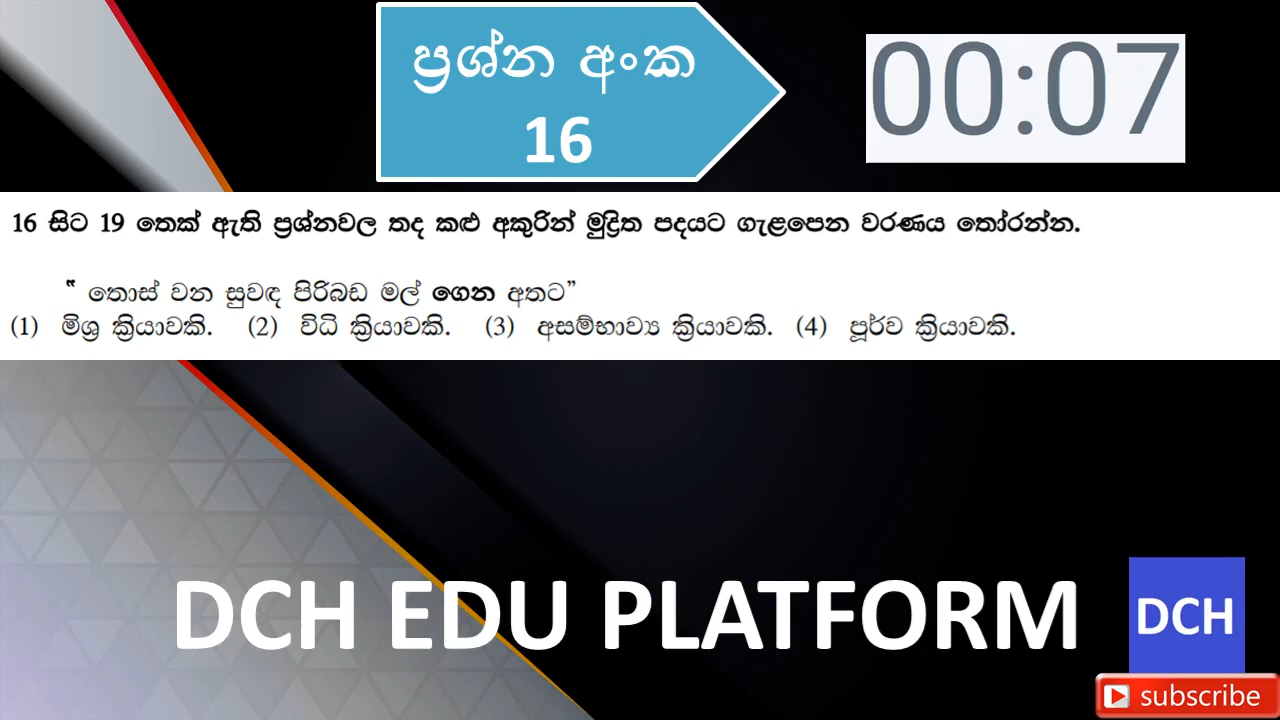 ප්‍රශ්න අංක
16
00:07
16 සිට 19 තෙක් ඇති ප්‍රශ්නවල තද කළු අකුරින් මුද්‍රිත පදයට ගැළපෙන වරණය තෝරන්න.
“ තොස් වන සුවඳ පිරිබඩ මල් ගෙන අතට”
(1) මිශ්‍ර ක්‍රියාවකි. (2) විධි ක්‍රියාවකි. (3) අසම්භාව්‍ය ක්‍රියාවකි. (4) පූර්ව ක්‍රියාවකි.
DCH EDU PLATFORM
DCH
subscribe